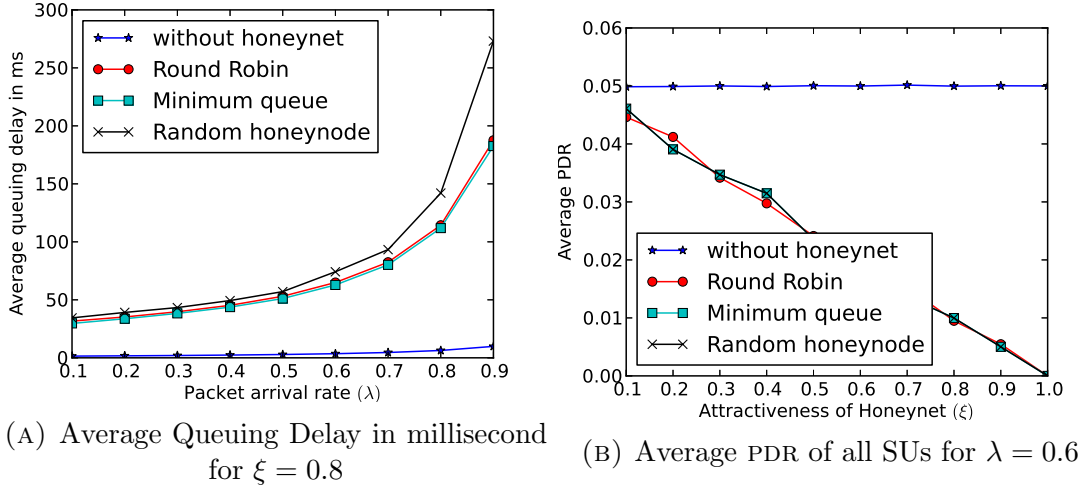 300
250
200
150
100
50
0
Average queuing delay in ms
without honeynet
Round Robin
Minimum queue
Random honeynode
0.1 0.2 0.3 0.4 0.5 0.6 0.7 0.8 0.9
Packet arrival rate (λ)
(A) Average Queuing Delay in millisecond
for ξ = 0.8
0.06
0.05
0.04
0.03
0.02
0.01
0.00
Average PDR
without honeynet
Round Robin
Minimum queue
Random honeynode
0.1 0.2 0.3 0.4 0.5 0.6 0.7 0.8 0.9 1.0
Attractiveness of Honeynet (ξ)
(B) Average PDR of all SUs for λ = 0.6